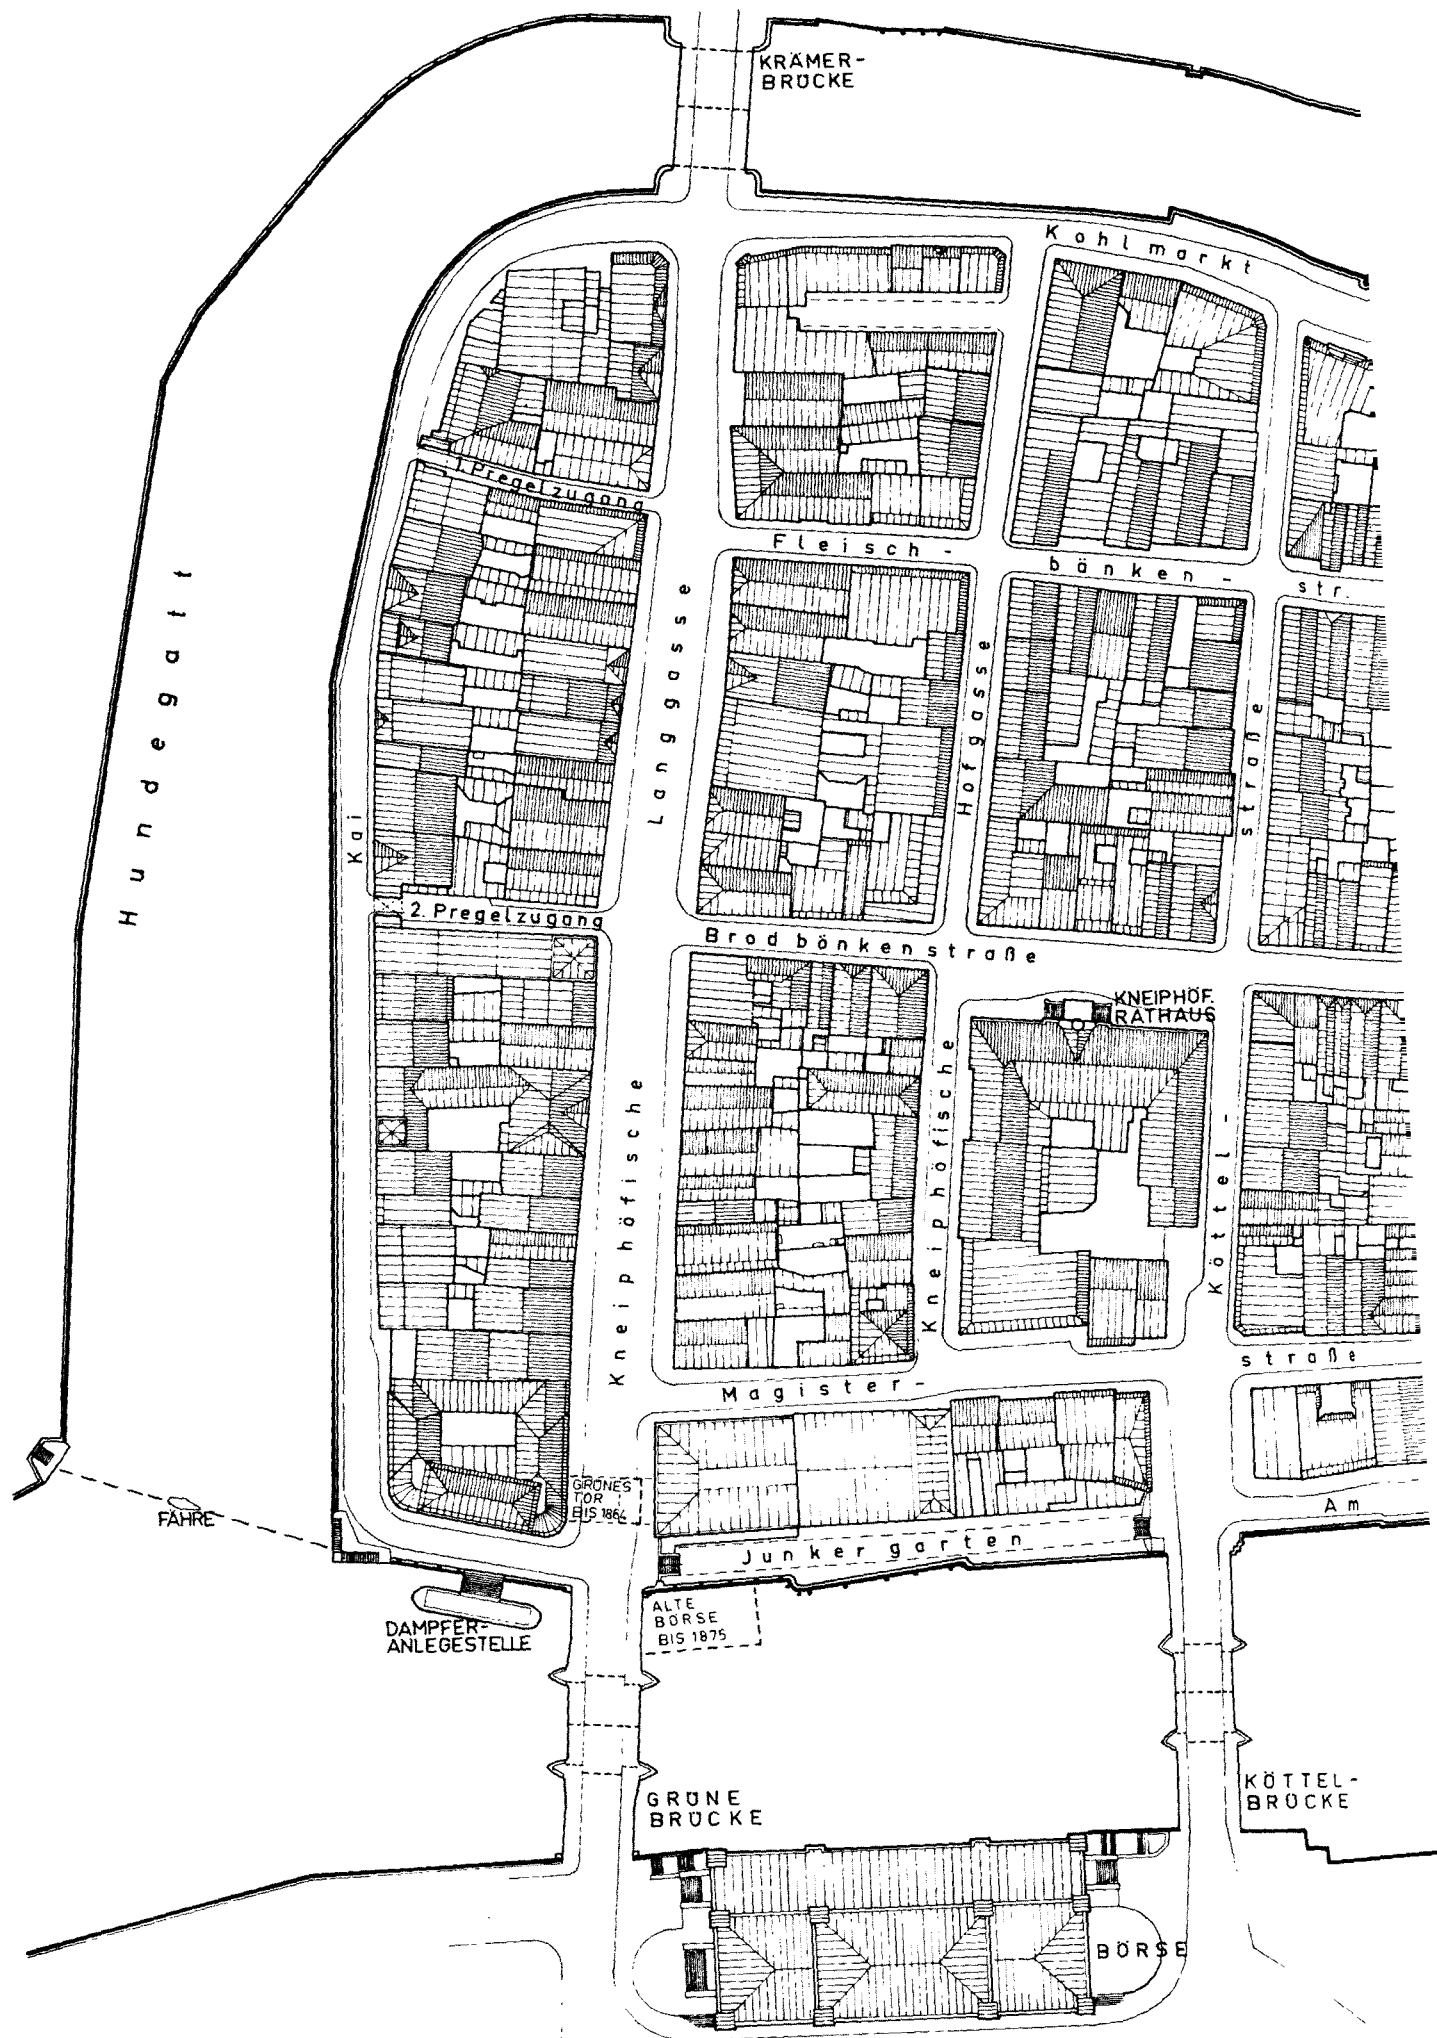 KRÄMER-
BRÜCKE
Kohlmarkt
1. Pregelzugang
Fleisch-
bänken-
str.
Hundegatt
Kai
Langgasse
Hofgasse
straße
2. Pregelzugang
Brodbänkenstraße
KNEIPHÖF.
RATHAUS
Kneiphöfische
Kneiphöfische
Köttel-
straße
Magister-
GRÜNES
TOR
BIS 1864
Am
FÄHRE
Junkergarten
ALTE
BÖRSE
BIS 1875
DAMPFER-
ANLEGESTELLE
GRÜNE
BRÜCKE
KÖTTEL-
BRÜCKE
BÖRSE